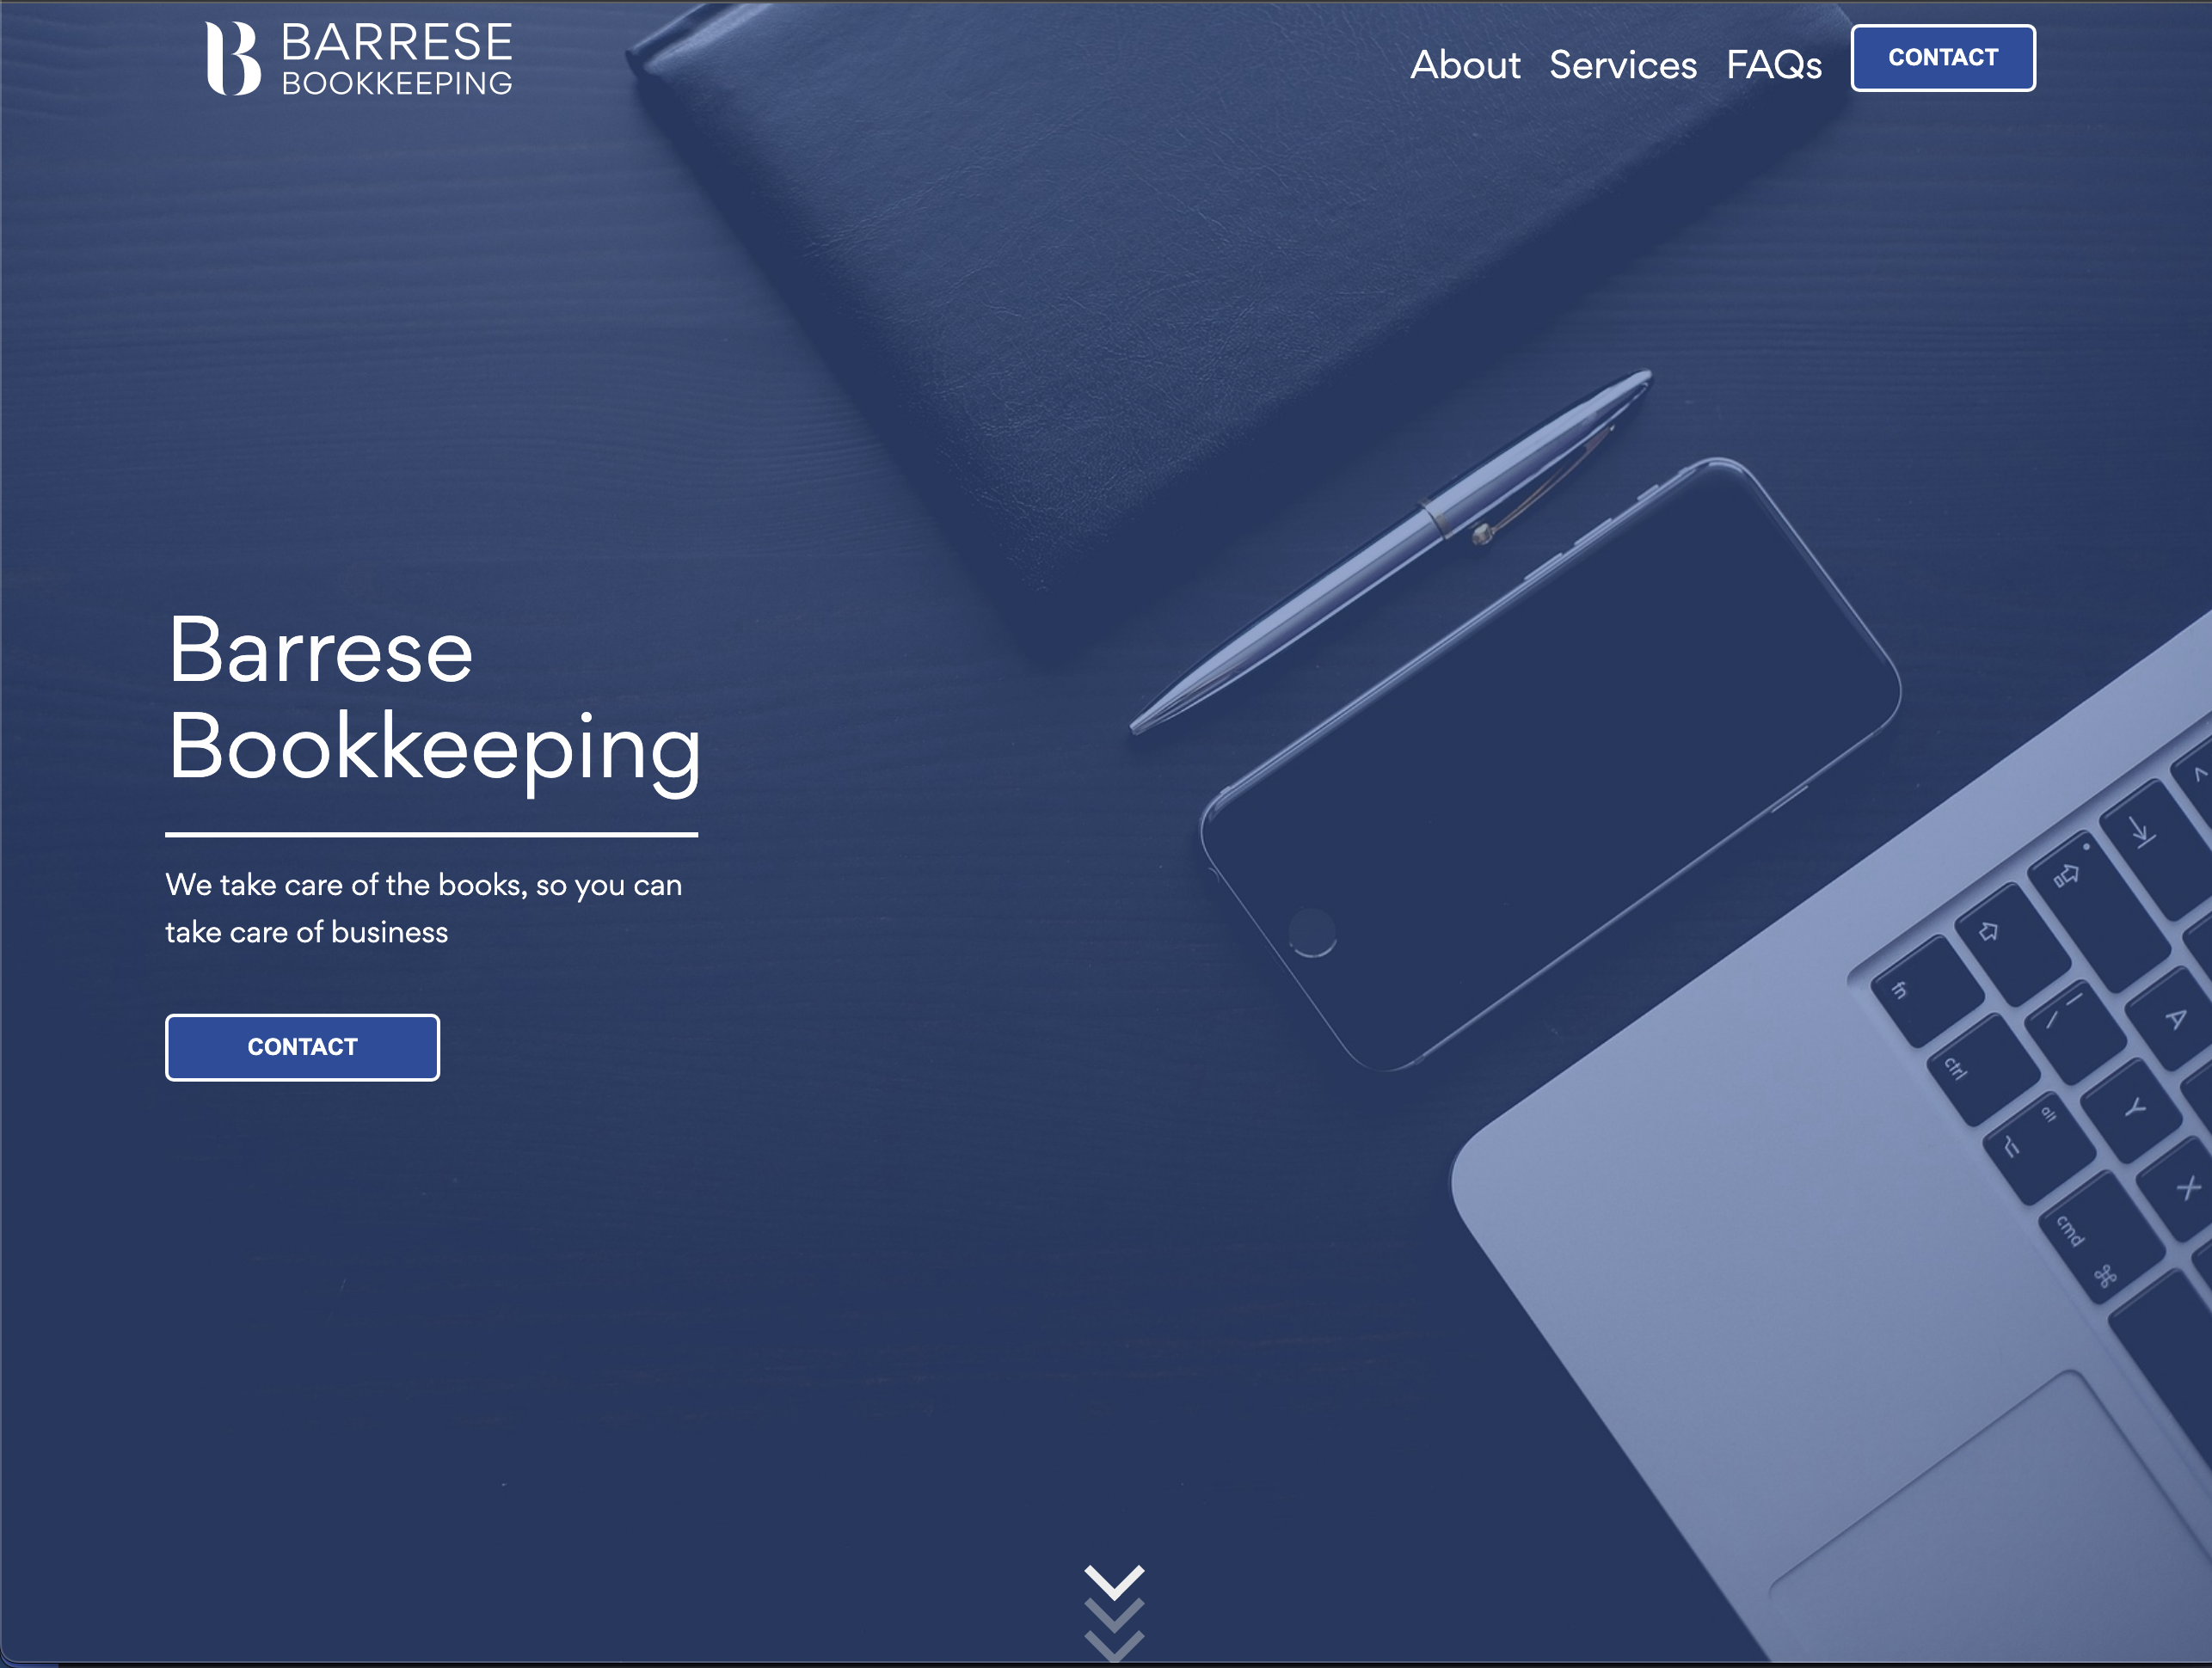 BARRESE
BOOKKEEPING
About Services FAQs CONTACT
Barrese
Bookkeeping
We take care of the books, so you can
take care of business
CONTACT
fn
ctrl
alt
cmd ⌘
A
Y
X